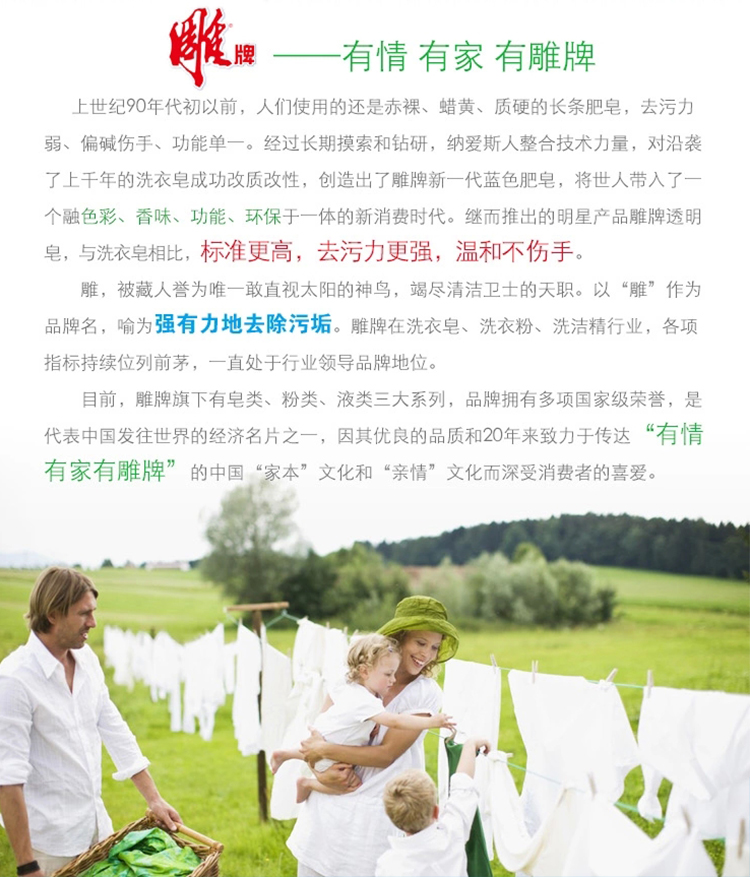 雕牌 ——有情 有家 有雕牌
上世纪90年代初以前，人们使用的还是赤裸、蜡黄、质硬的长条肥皂，去污力
弱、偏碱伤手、功能单一。经过长期摸索和钻研，纳爱斯人整合技术力量，对沿袭
了上千年的洗衣皂成功改质改性，创造出了雕牌新一代蓝色肥皂，将世人带入了一
个融色彩、香味、功能、环保于一体的新消费时代。继而推出的明星产品雕牌透明
皂，与洗衣皂相比，标准更高，去污力更强，温和不伤手。
雕，被藏人誉为唯一敢直视太阳的神鸟，竭尽清洁卫士的天职。以“雕”作为
品牌名，喻为强有力地去除污垢。雕牌在洗衣皂、洗衣粉、洗洁精行业，各项
指标持续位列前茅，一直处于行业领导品牌地位。
目前，雕牌旗下有皂类、粉类、液类三大系列，品牌拥有多项国家级荣誉，是
代表中国发往世界的经济名片之一，因其优良的品质和20年来致力于传达“有情
有家有雕牌”的中国“家本”文化和“亲情”文化而深受消费者的喜爱。